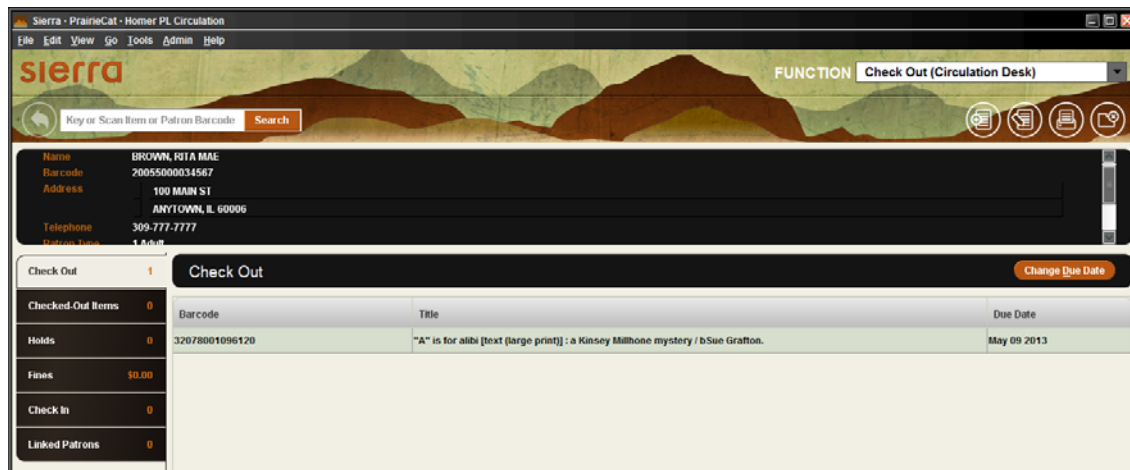 Sierra · PrairieCat · Homer PL Circulation
File Edit View Go Tools Admin Help
sierra
FUNCTION Check Out (Circulation Desk)
Key or Scan Item or Patron Barcode Search
Name BROWN, RITA MAE
Barcode 20055000034567
Address 100 MAIN ST
ANYTOWN, IL 60006
Telephone 309-777-7777
Patron Type 1 Adult
Check Out 1
Check Out
Change Due Date
Checked-Out Items 0
Barcode Title Due Date
Holds 0
32078001096120 "A" is for alibi [text (large print)] : a Kinsey Millhone mystery / bSue Grafton. May 09 2013
Fines $0.00
Check In 0
Linked Patrons 0